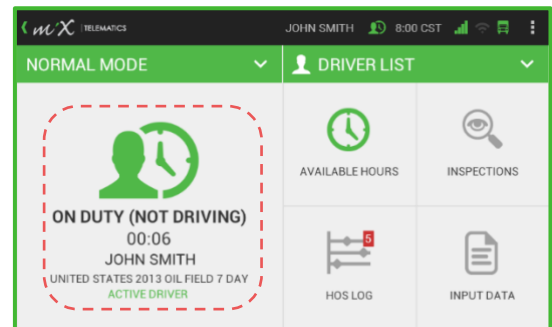 miX TELEMATICS
JOHN SMITH 8:00 CST
NORMAL MODE
DRIVER LIST
ON DUTY (NOT DRIVING)
00:06
JOHN SMITH
UNITED STATES 2013 OIL FIELD 7 DAY
ACTIVE DRIVER
AVAILABLE HOURS
INSPECTIONS
5
HOS LOG
INPUT DATA